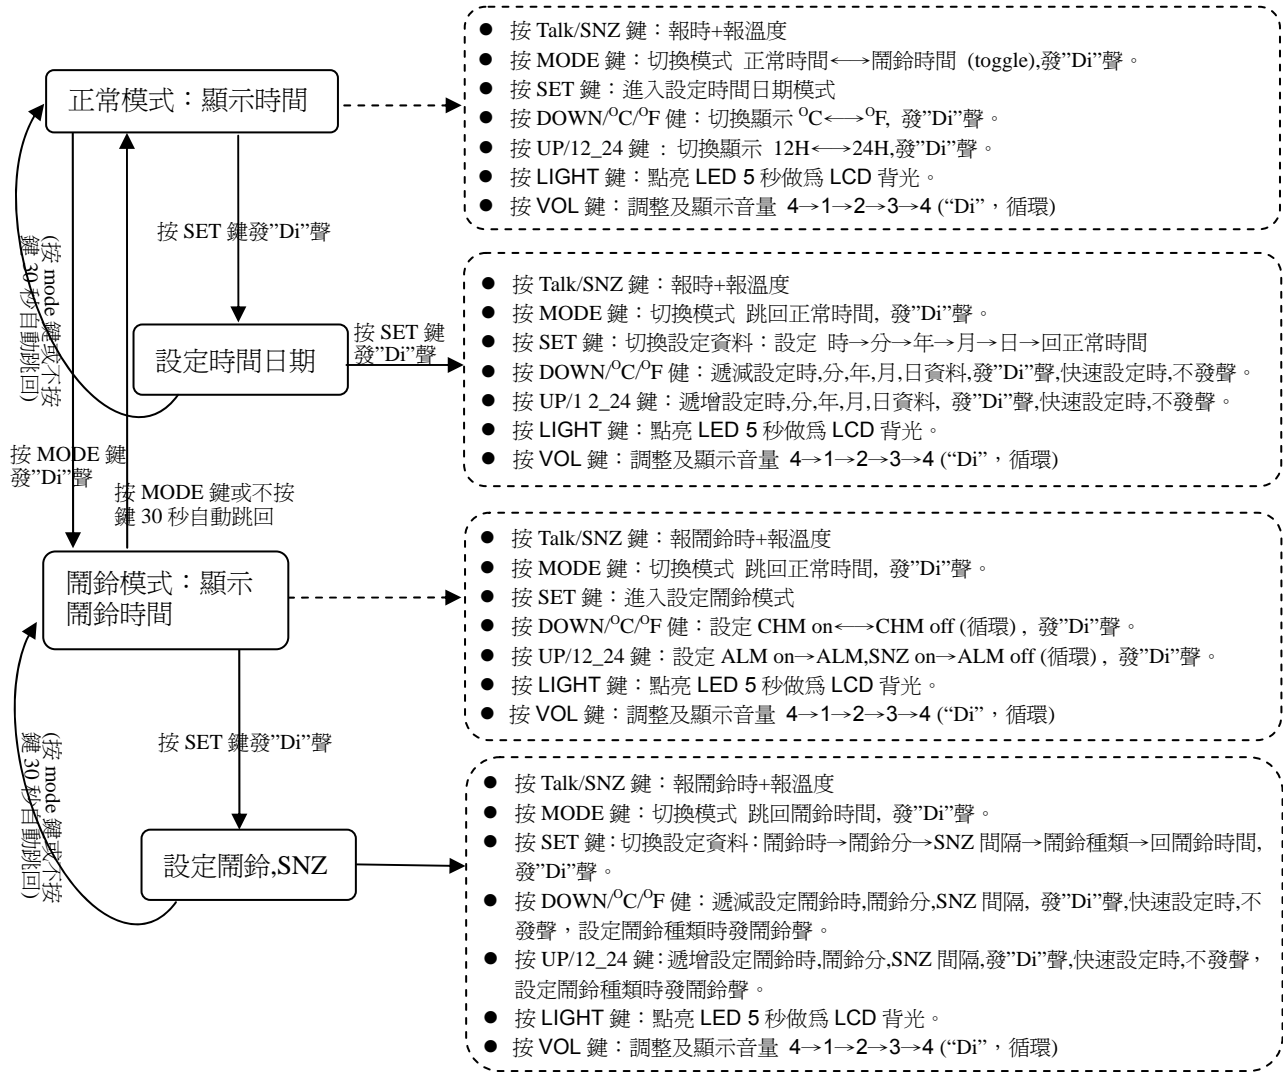 ● 按 Talk/SNZ 鍵：報時+報溫度
● 按 MODE 鍵：切換模式 正常時間←→鬧鈴時間 (toggle),發”Di”聲。
● 按 SET 鍵：進入設定時間日期模式
● 按 DOWN/⁰C/⁰F 健：切換顯示 ⁰C←→⁰F, 發”Di”聲。
● 按 UP/12_24 鍵 : 切換顯示 12H←→24H,發”Di”聲。
● 按 LIGHT 鍵：點亮 LED 5 秒做為 LCD 背光。
● 按 VOL 鍵：調整及顯示音量 4→1→2→3→4 (“Di”，循環)
正常模式：顯示時間
按 SET 鍵發”Di”聲
(按 mode 鍵或不按
鍵 30 秒自動跳回)
設定時間日期
按 SET 鍵
發”Di”聲
● 按 Talk/SNZ 鍵：報時+報溫度
● 按 MODE 鍵：切換模式 跳回正常時間, 發”Di”聲。
● 按 SET 鍵：切換設定資料：設定 時→分→年→月→日→回正常時間
● 按 DOWN/⁰C/⁰F 健：遞減設定時,分,年,月,日資料,發”Di”聲,快速設定時,不發聲。
● 按 UP/1 2_24 鍵：遞增設定時,分,年,月,日資料, 發”Di”聲,快速設定時,不發聲。
● 按 LIGHT 鍵：點亮 LED 5 秒做為 LCD 背光。
● 按 VOL 鍵：調整及顯示音量 4→1→2→3→4 (“Di”，循環)
按 MODE 鍵
發”Di”聲
按 MODE 鍵或不按
鍵 30 秒自動跳回
鬧鈴模式：顯示
鬧鈴時間
● 按 Talk/SNZ 鍵：報鬧鈴時+報溫度
● 按 MODE 鍵：切換模式 跳回正常時間, 發”Di”聲。
● 按 SET 鍵：進入設定鬧鈴模式
● 按 DOWN/⁰C/⁰F 健：設定 CHM on←→CHM off (循環) , 發”Di”聲。
● 按 UP/12_24 鍵：設定 ALM on→ALM,SNZ on→ALM off (循環) , 發”Di”聲。
● 按 LIGHT 鍵：點亮 LED 5 秒做為 LCD 背光。
● 按 VOL 鍵：調整及顯示音量 4→1→2→3→4 (“Di”，循環)
按 SET 鍵發”Di”聲
(按 mode 鍵或不按
鍵 30 秒自動跳回)
設定鬧鈴,SNZ
● 按 Talk/SNZ 鍵：報鬧鈴時+報溫度
● 按 MODE 鍵：切換模式 跳回鬧鈴時間, 發”Di”聲。
● 按 SET 鍵：切換設定資料：鬧鈴時→鬧鈴分→SNZ 間隔→鬧鈴種類→回鬧鈴時間,
發”Di”聲。
● 按 DOWN/⁰C/⁰F 健：遞減設定鬧鈴時,鬧鈴分,SNZ 間隔, 發”Di”聲,快速設定時,不
發聲，設定鬧鈴種類時發鬧鈴聲。
● 按 UP/12_24 鍵：遞增設定鬧鈴時,鬧鈴分,SNZ 間隔,發”Di”聲,快速設定時,不發聲，
設定鬧鈴種類時發鬧鈴聲。
● 按 LIGHT 鍵：點亮 LED 5 秒做為 LCD 背光。
● 按 VOL 鍵：調整及顯示音量 4→1→2→3→4 (“Di”，循環)